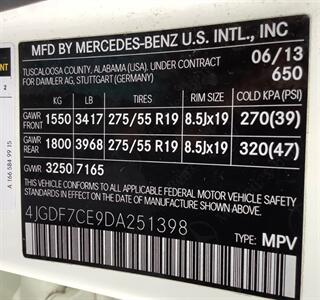 MFD BY MERCEDES-BENZ U.S. INTL., INC
TUSCALOOSA COUNTY, ALABAMA (USA). UNDER CONTRACT
FOR DAIMLER AG, STUTTGART (GERMANY)
06/13
650
KG LB TIRES RIM SIZE COLD KPA (PSI)
GAWR FRONT 1550 3417 275/55 R19 8.5Jx19 270(39)
GAWR REAR 1800 3968 275/55 R19 8.5Jx19 320(47)
GVWR 3250 7165
THIS VEHICLE CONFORMS TO ALL APPLICABLE FEDERAL MOTOR VEHICLE SAFETY
STANDARDS IN EFFECT ON THE DATE OF MANUFACTURE SHOWN ABOVE.
4JGDF7CE9DA251398
TYPE: MPV
2
A 166 584 99 15